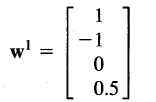 w¹ = [ 1
-1
0
0.5 ]